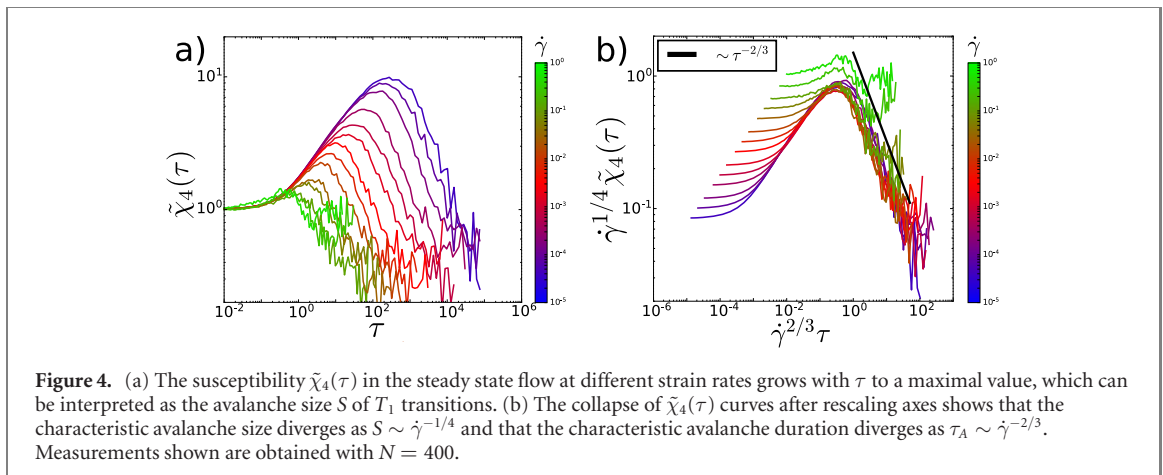 a)
γ̇
10^0
10^-1
10^-2
10^-3
10^-4
10^-5
10^1
10^0
χ̃_4(τ)
10^-2
10^0
10^2
10^4
10^6
τ
b)
∼ τ^{-2/3}
γ̇
10^0
10^-1
10^-2
10^-3
10^-4
10^-5
10^0
10^-1
γ̇^{1/4} χ̃_4(τ)
10^-6
10^-4
10^-2
10^0
10^2
γ̇^{2/3}τ
Figure 4. (a) The susceptibility χ̃_4(τ) in the steady state flow at different strain rates grows with τ to a maximal value, which can
be interpreted as the avalanche size S of T_1 transitions. (b) The collapse of χ̃_4(τ) curves after rescaling axes shows that the
characteristic avalanche size diverges as S ∼ γ̇^{-1/4} and that the characteristic avalanche duration diverges as τ_A ∼ γ̇^{-2/3}.
Measurements shown are obtained with N = 400.